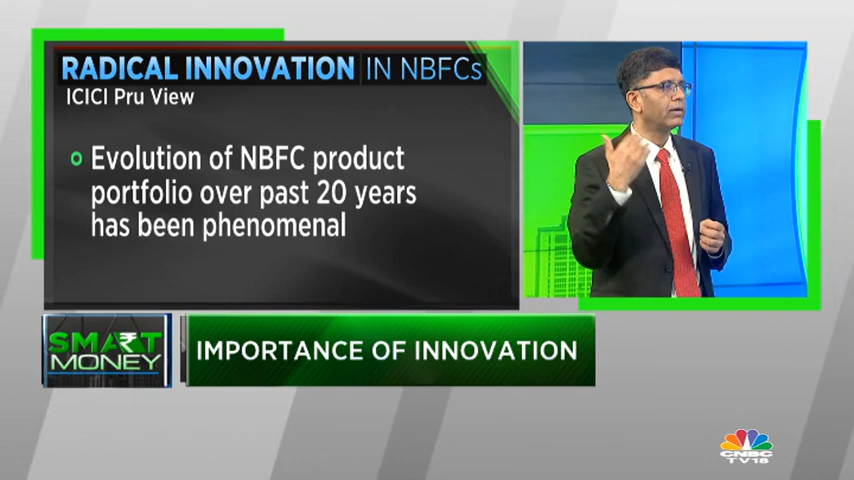 RADICAL INNOVATION IN NBFCs
ICICI Pru View
Evolution of NBFC product
portfolio over past 20 years
has been phenomenal
SMART
MONEY
IMPORTANCE OF INNOVATION
CNBC
TV18